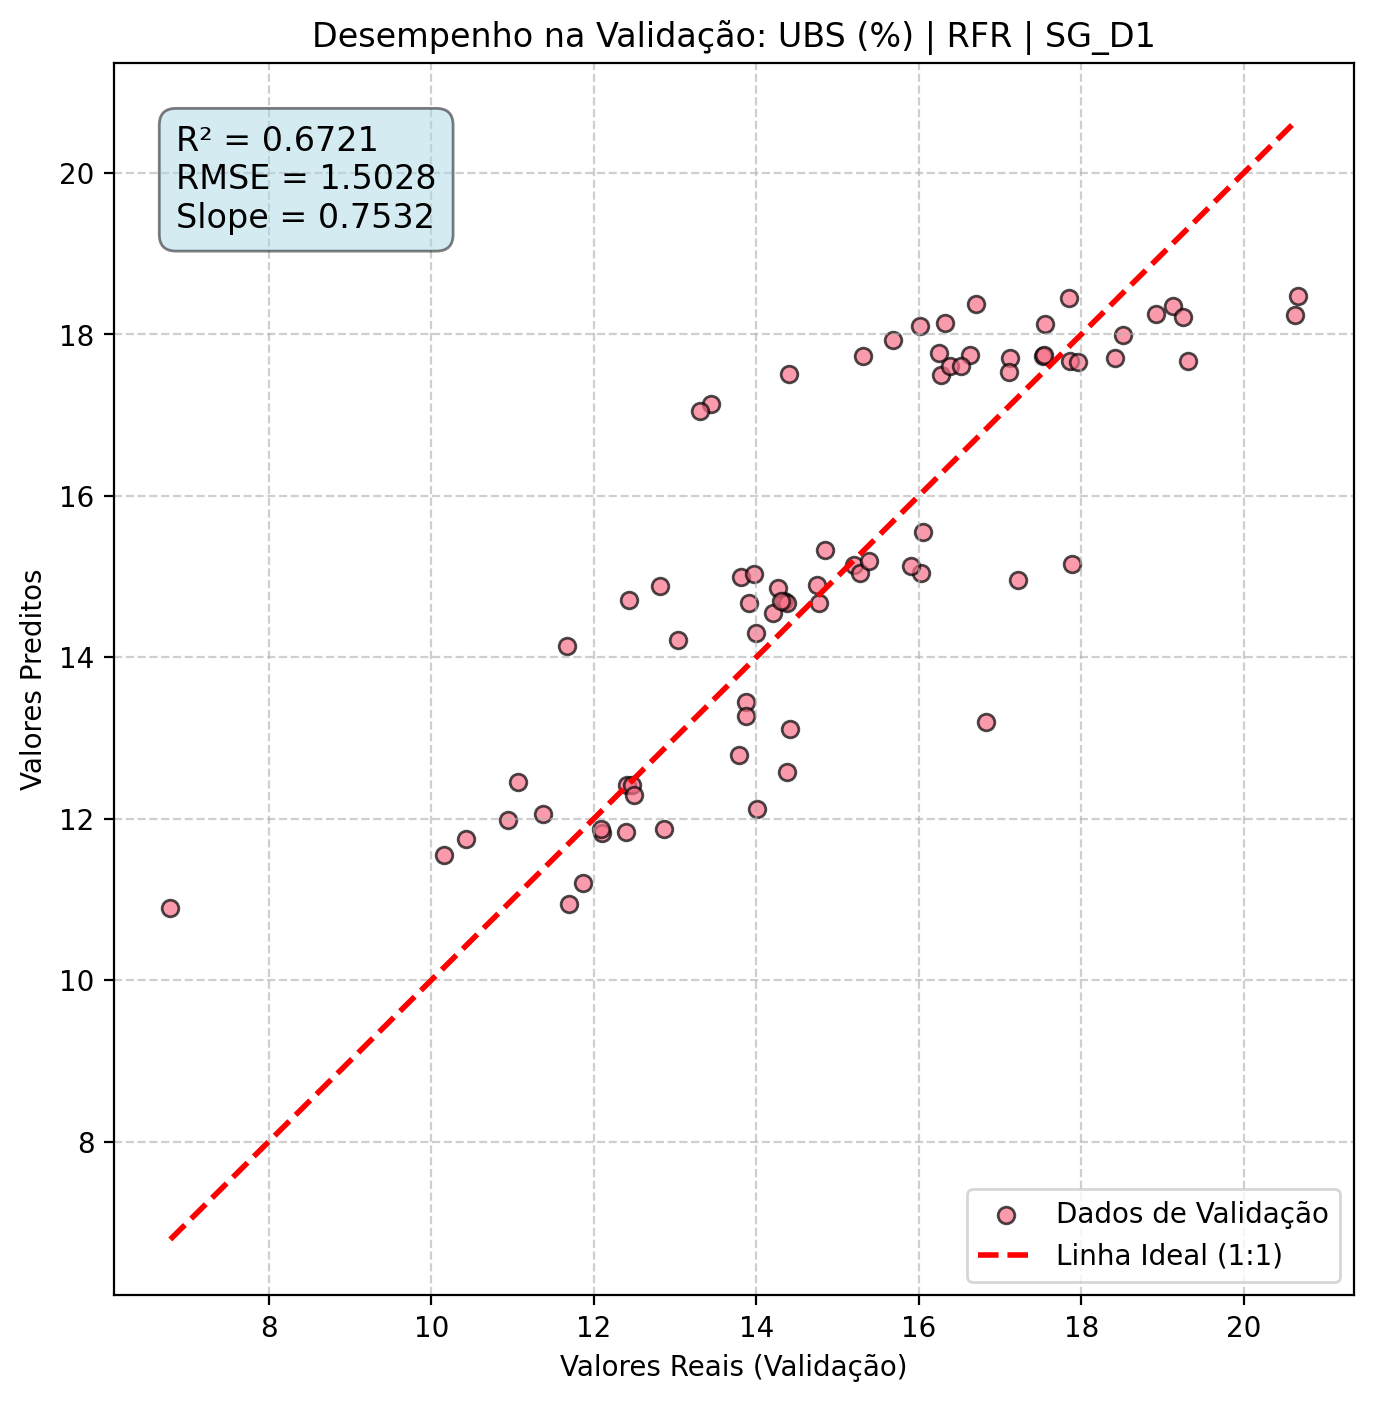 Desempenho na Validação: UBS (%) | RFR | SG_D1
R² = 0.6721
RMSE = 1.5028
Slope = 0.7532
20
18
16
14
12
10
8
Valores Preditos
Dados de Validação
Linha Ideal (1:1)
8 10 12 14 16 18 20
Valores Reais (Validação)